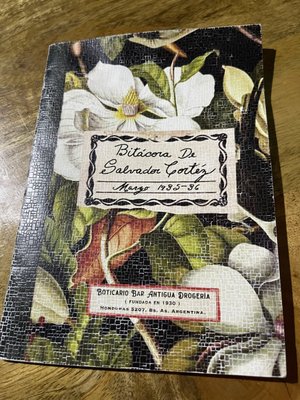 Bitácora De
Salvador Cortéz
Marzo 1935-36
Boticario Bar Antigua Drogería
( Fundada en 1930 )
Honduras 5207. Bs. As. Argentina.